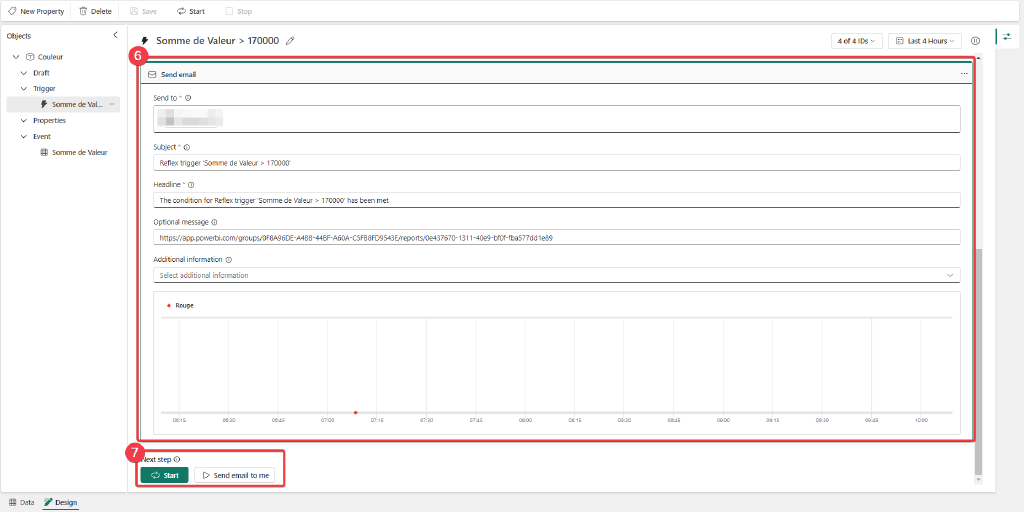 New Property Delete Save Start Stop
Objects
Couleur
Draft
Trigger
Somme de Val...
Properties
Event
Somme de Valeur
Somme de Valeur > 170000
4 of 4 IDs
Last 4 Hours
6
Send email
Send to *
Subject *
Reflex trigger 'Somme de Valeur > 170000'
Headline *
The condition for Reflex trigger 'Somme de Valeur > 170000' has been met
Optional message
https://app.powerbi.com/groups/0F8A96DE-A4BB-44BF-A60A-C5FB8FD9543E/reports/0e437670-1311-40e9-bf0f-fba577dd1e89
Additional information
Select additional information
Rouge
06:15 06:30 06:45 07:00 07:15 07:30 07:45 08:00 08:15 08:30 08:45 09:00 09:15 09:30 09:45 10:00
7
Next step
Start
Send email to me
Data Design